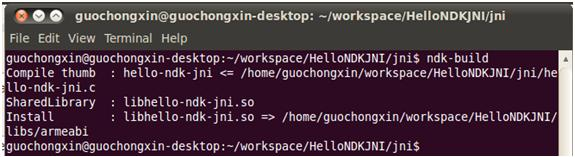 guochongxin@guochongxin-desktop: ~/workspace/HelloNDKJNI/jni
File Edit View Terminal Help
guochongxin@guochongxin-desktop:~/workspace/HelloNDKJNI/jni$ ndk-build
Compile thumb  : hello-ndk-jni <= /home/guochongxin/workspace/HelloNDKJNI/jni/he
llo-ndk-jni.c
SharedLibrary  : libhello-ndk-jni.so
Install        : libhello-ndk-jni.so => /home/guochongxin/workspace/HelloNDKJNI/
libs/armeabi
guochongxin@guochongxin-desktop:~/workspace/HelloNDKJNI/jni$